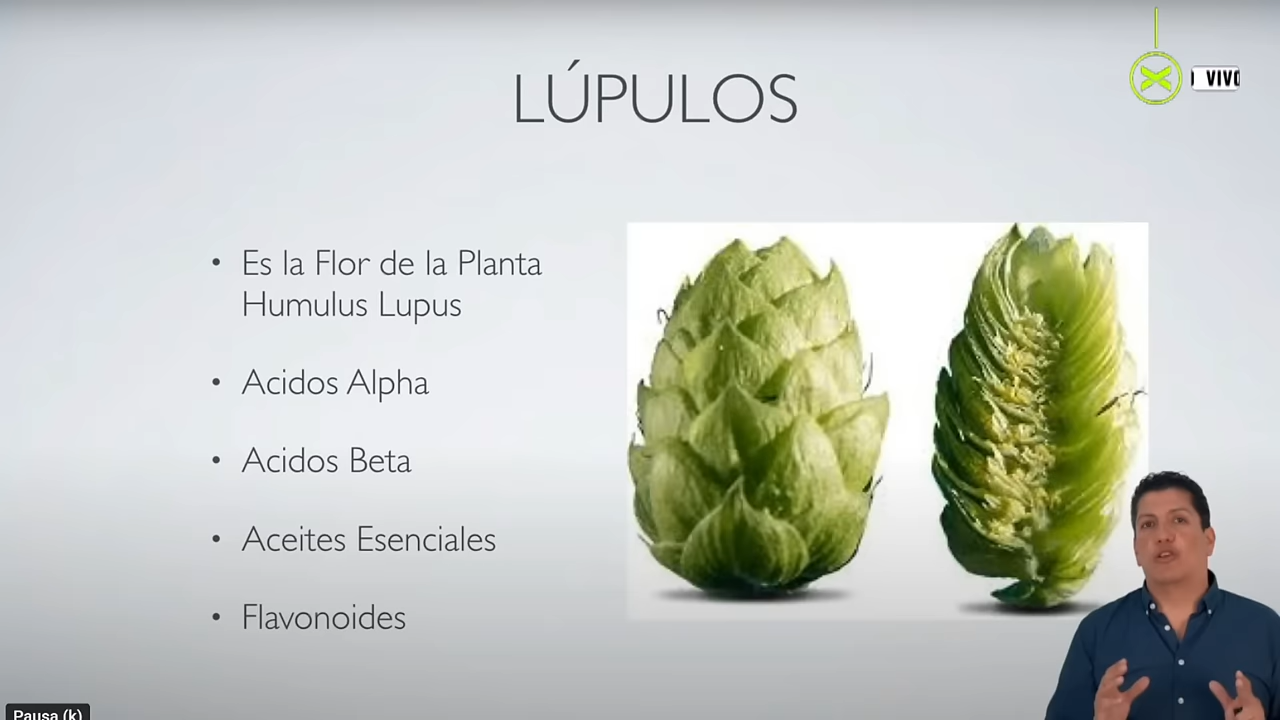 VIVO
LÚPULOS
• Es la Flor de la Planta
Humulus Lupus
• Acidos Alpha
• Acidos Beta
• Aceites Esenciales
• Flavonoides
Pausa (k)